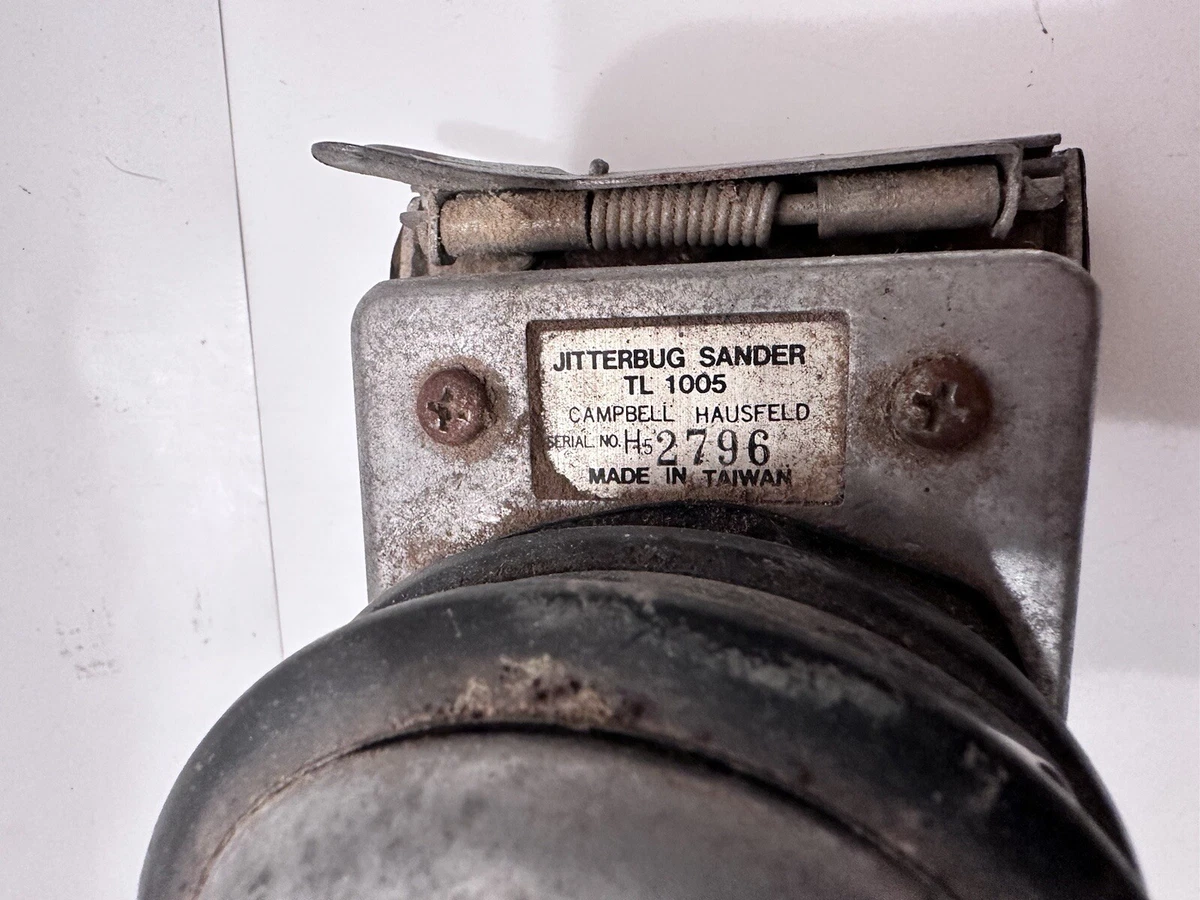 JITTERBUG SANDER
TL 1005
CAMPBELL HAUSFELD
SERIAL. NO. H5 2796
MADE IN TAIWAN